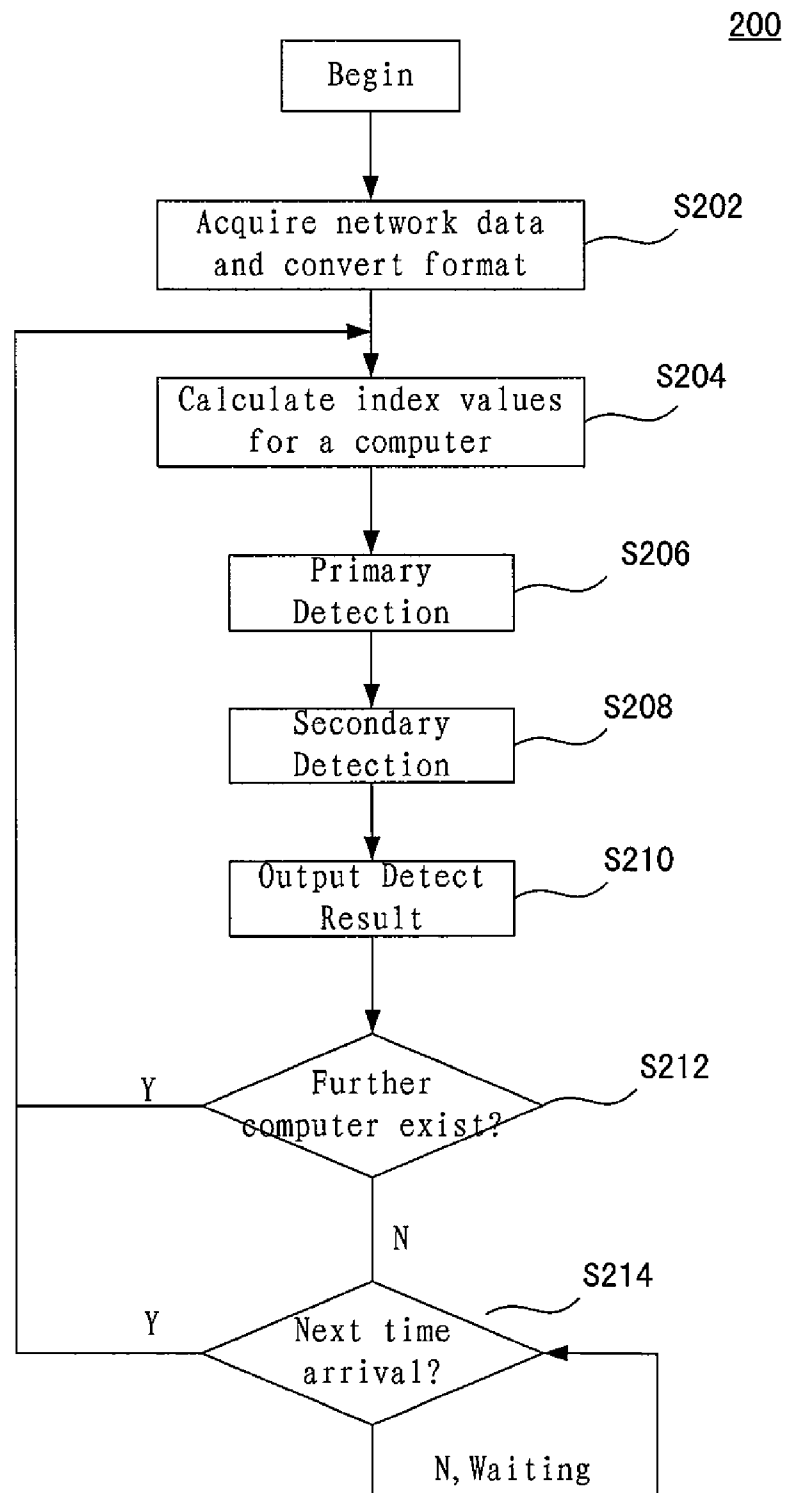 200
Begin
Acquire network data
and convert format
S202
Calculate index values
for a computer
S204
Primary
Detection
S206
Secondary
Detection
S208
Output Detect
Result
S210
Further
computer exist?
S212
Y
N
Next time
arrival?
S214
Y
N,Waiting